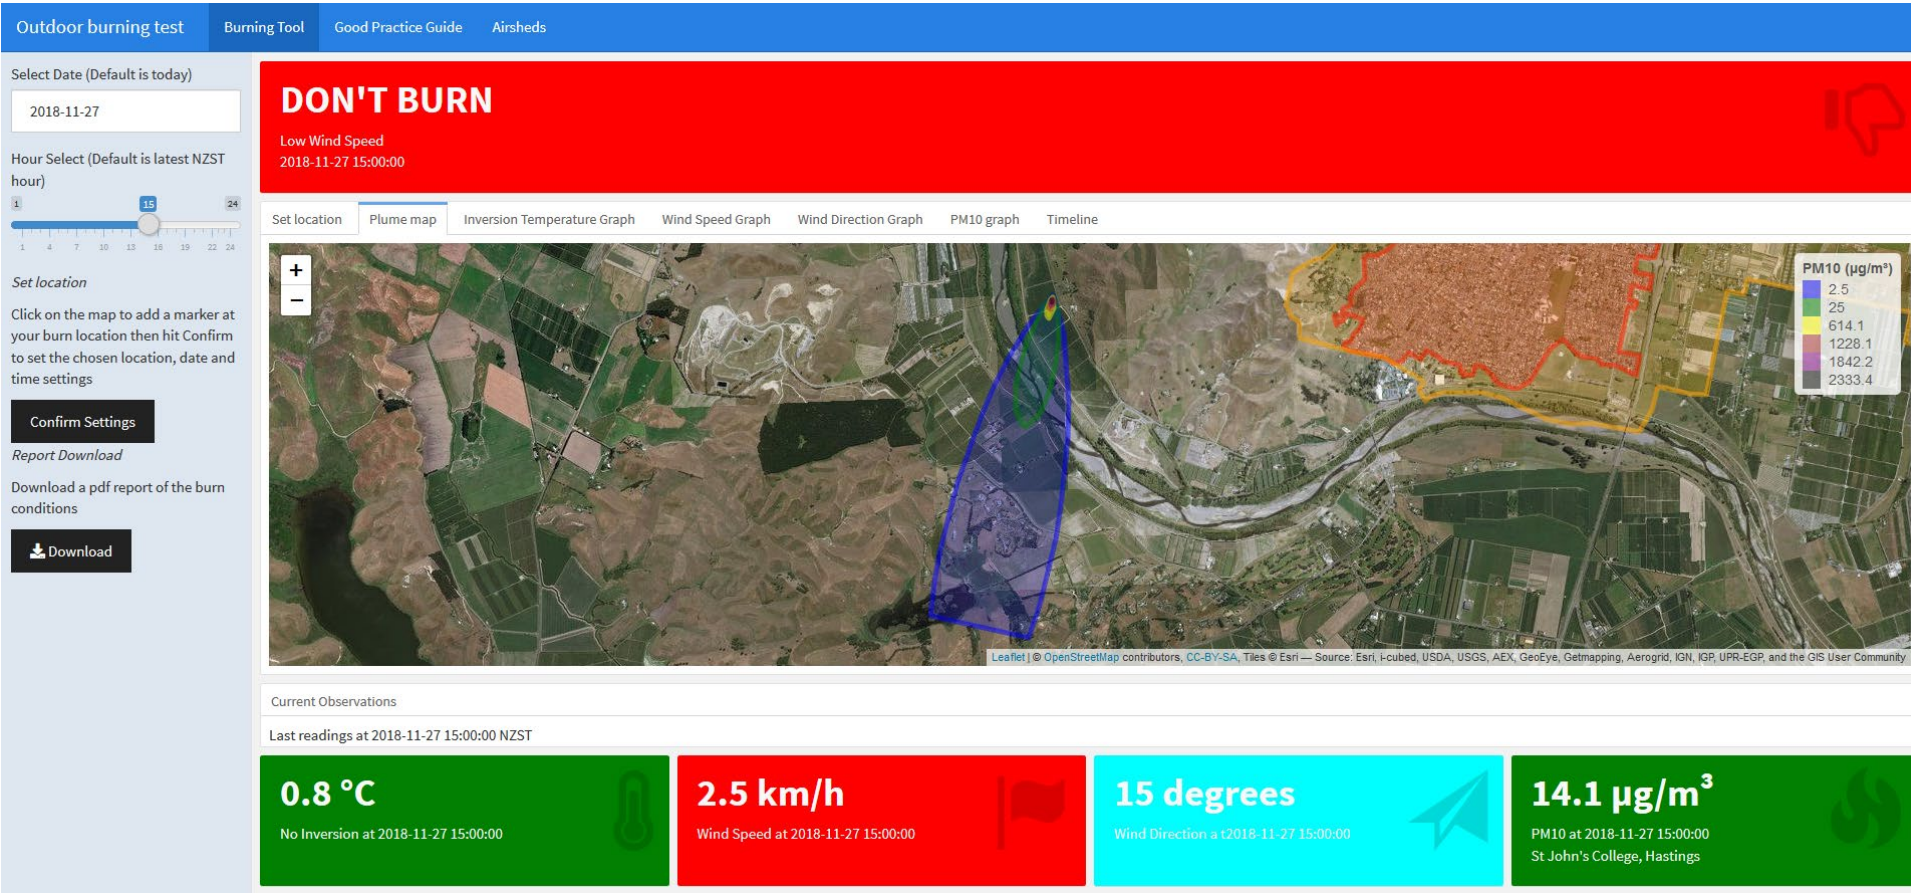 Outdoor burning test
Burning Tool
Good Practice Guide
Airsheds
Select Date (Default is today)
2018-11-27
Hour Select (Default is latest NZST
hour)
1
15
24
1 4 7 10 13 16 19 22 24
Set location
Click on the map to add a marker at
your burn location then hit Confirm
to set the chosen location, date and
time settings
Confirm Settings
Report Download
Download a pdf report of the burn
conditions
Download
DON'T BURN
Low Wind Speed
2018-11-27 15:00:00
Set location
Plume map
Inversion Temperature Graph
Wind Speed Graph
Wind Direction Graph
PM10 graph
Timeline
+
−
PM10 (µg/m³)
2.5
25
614.1
1228.1
1842.2
2333.4
Leaflet | © OpenStreetMap contributors, CC-BY-SA, Tiles © Esri — Source: Esri, i-cubed, USDA, USGS, AEX, GeoEye, Getmapping, Aerogrid, IGN, IGP, UPR-EGP, and the GIS User Community
Current Observations
Last readings at 2018-11-27 15:00:00 NZST
0.8 °C
No Inversion at 2018-11-27 15:00:00
2.5 km/h
Wind Speed at 2018-11-27 15:00:00
15 degrees
Wind Direction a t2018-11-27 15:00:00
14.1 µg/m³
PM10 at 2018-11-27 15:00:00
St John's College, Hastings